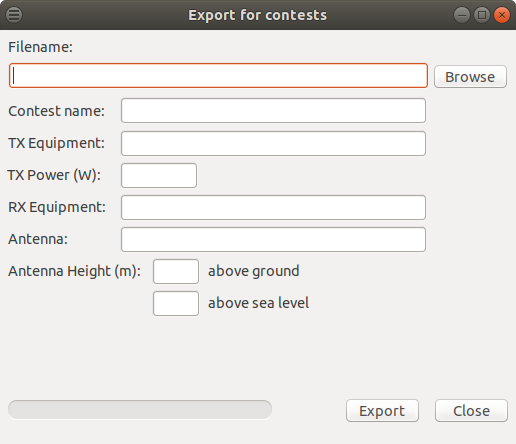 Export for contests
Filename:
Browse
Contest name:
TX Equipment:
TX Power (W):
RX Equipment:
Antenna:
Antenna Height (m): above ground
above sea level
Export Close